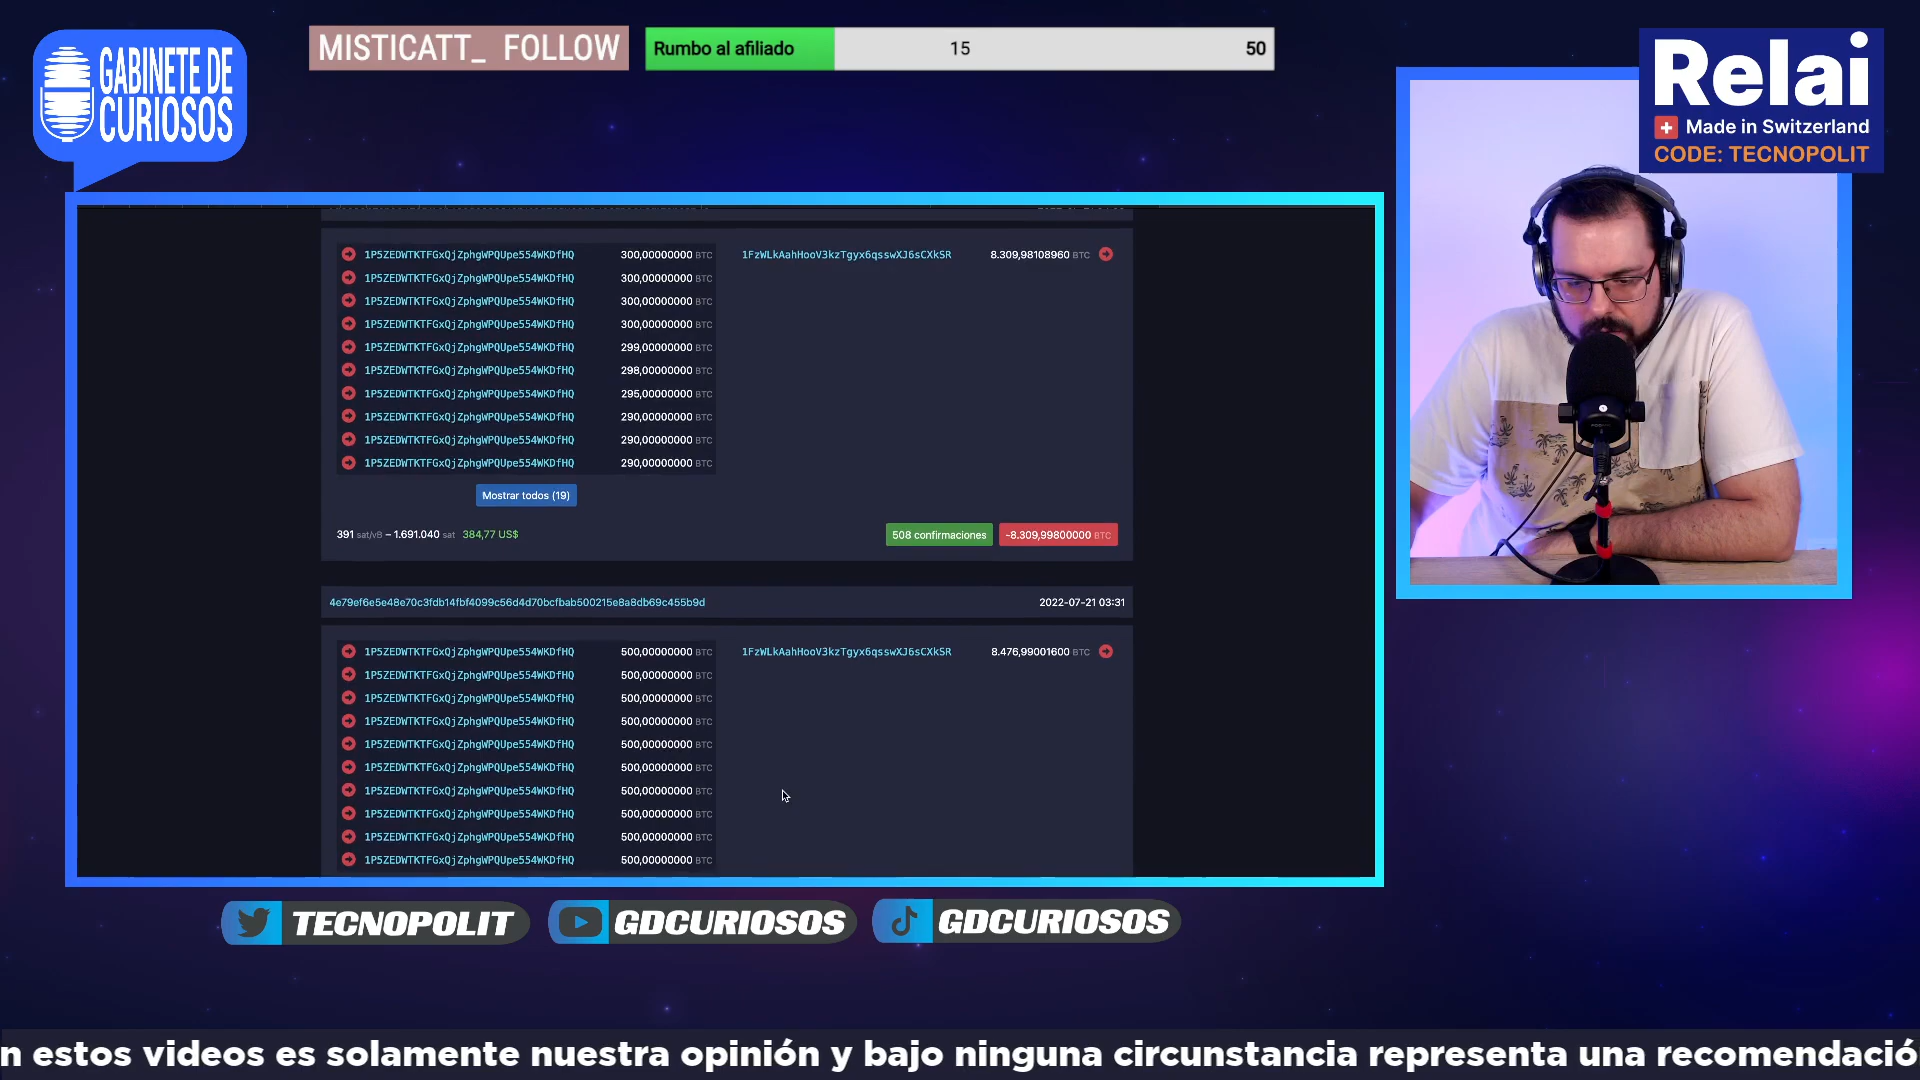 GABINETE DE
CURIOSOS
MISTICATT_ FOLLOW
Rumbo al afiliado 15 50
Relai
Made in Switzerland
CODE: TECNOPOLIT
1P5ZEDWTKTFGxQjZphgWPQUpe554WKDfHQ 300,00000000 BTC 1FzWLkAahHooV3kzTgyx6qsswXJ6sCXkSR 8.309,98108960 BTC
1P5ZEDWTKTFGxQjZphgWPQUpe554WKDfHQ 300,00000000 BTC
1P5ZEDWTKTFGxQjZphgWPQUpe554WKDfHQ 300,00000000 BTC
1P5ZEDWTKTFGxQjZphgWPQUpe554WKDfHQ 300,00000000 BTC
1P5ZEDWTKTFGxQjZphgWPQUpe554WKDfHQ 299,00000000 BTC
1P5ZEDWTKTFGxQjZphgWPQUpe554WKDfHQ 298,00000000 BTC
1P5ZEDWTKTFGxQjZphgWPQUpe554WKDfHQ 295,00000000 BTC
1P5ZEDWTKTFGxQjZphgWPQUpe554WKDfHQ 290,00000000 BTC
1P5ZEDWTKTFGxQjZphgWPQUpe554WKDfHQ 290,00000000 BTC
1P5ZEDWTKTFGxQjZphgWPQUpe554WKDfHQ 290,00000000 BTC
Mostrar todos (19)
391 sat/vB – 1.691.040 sat 384,77 US$ 508 confirmaciones -8.309,99800000 BTC
4e79ef6e5e48e70c3fdb14fbf4099c56d4d70bcfbab500215e8a8db69c455b9d 2022-07-21 03:31
1P5ZEDWTKTFGxQjZphgWPQUpe554WKDfHQ 500,00000000 BTC 1FzWLkAahHooV3kzTgyx6qsswXJ6sCXkSR 8.476,99001600 BTC
1P5ZEDWTKTFGxQjZphgWPQUpe554WKDfHQ 500,00000000 BTC
1P5ZEDWTKTFGxQjZphgWPQUpe554WKDfHQ 500,00000000 BTC
1P5ZEDWTKTFGxQjZphgWPQUpe554WKDfHQ 500,00000000 BTC
1P5ZEDWTKTFGxQjZphgWPQUpe554WKDfHQ 500,00000000 BTC
1P5ZEDWTKTFGxQjZphgWPQUpe554WKDfHQ 500,00000000 BTC
1P5ZEDWTKTFGxQjZphgWPQUpe554WKDfHQ 500,00000000 BTC
1P5ZEDWTKTFGxQjZphgWPQUpe554WKDfHQ 500,00000000 BTC
1P5ZEDWTKTFGxQjZphgWPQUpe554WKDfHQ 500,00000000 BTC
1P5ZEDWTKTFGxQjZphgWPQUpe554WKDfHQ 500,00000000 BTC
TECNOPOLIT GDCURIOSOS GDCURIOSOS
n estos videos es solamente nuestra opinión y bajo ninguna circunstancia representa una recomendació